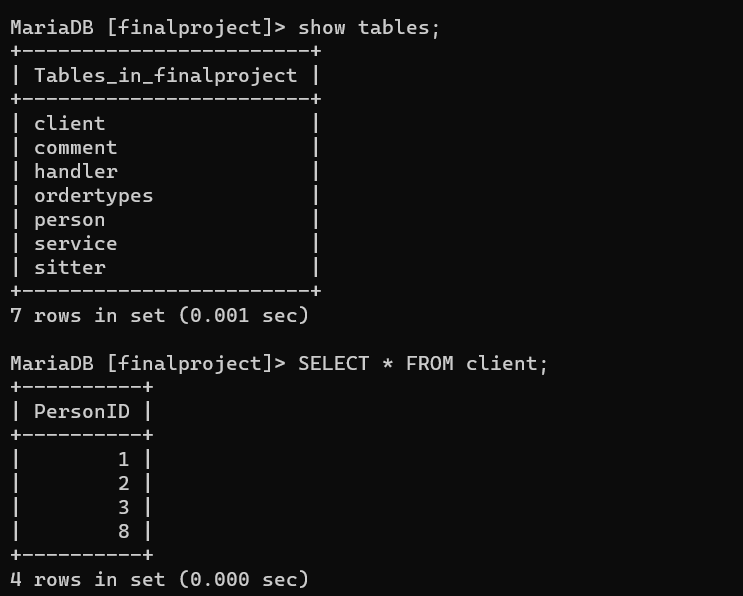 MariaDB [finalproject]> show tables;
+------------------------+
| Tables_in_finalproject |
+------------------------+
| client                 |
| comment                |
| handler                |
| ordertypes             |
| person                 |
| service                |
| sitter                 |
+------------------------+
7 rows in set (0.001 sec)

MariaDB [finalproject]> SELECT * FROM client;
+----------+
| PersonID |
+----------+
|        1 |
|        2 |
|        3 |
|        8 |
+----------+
4 rows in set (0.000 sec)